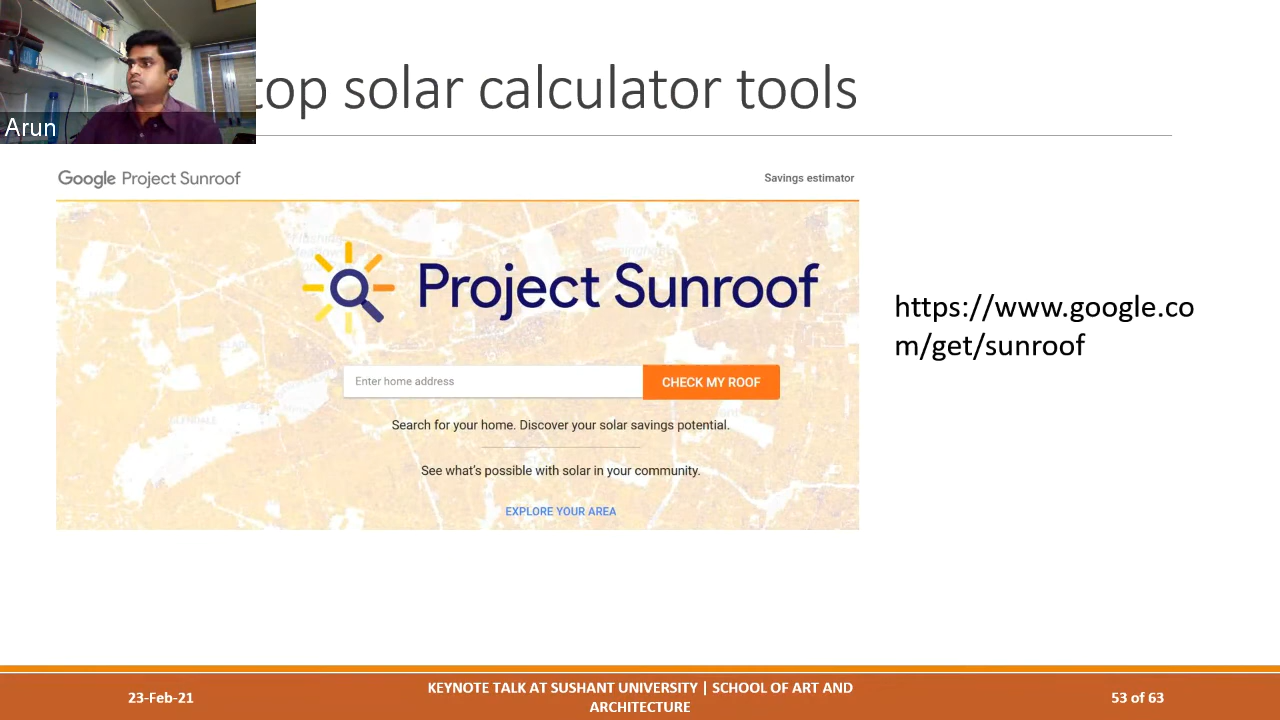 top solar calculator tools
Arun
Google Project Sunroof
Savings estimator
Project Sunroof
Enter home address
CHECK MY ROOF
Search for your home. Discover your solar savings potential.
See what's possible with solar in your community.
EXPLORE YOUR AREA
https://www.google.co
m/get/sunroof
23-Feb-21
KEYNOTE TALK AT SUSHANT UNIVERSITY | SCHOOL OF ART AND
ARCHITECTURE
53 of 63